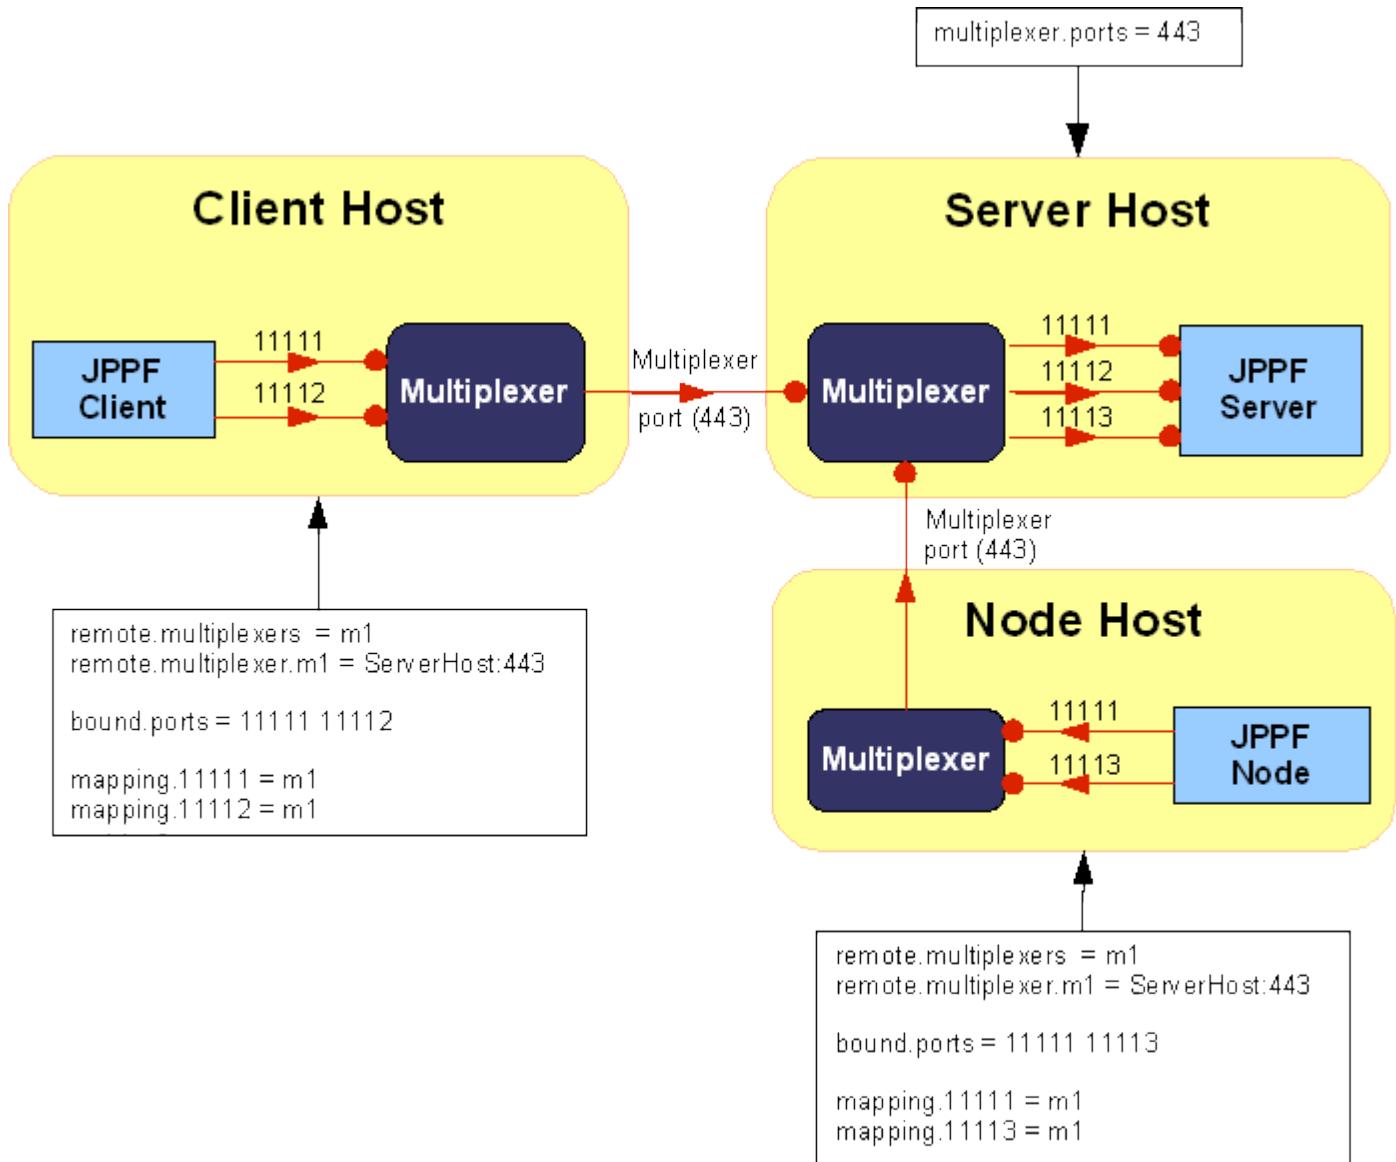 multiplexer.ports = 443
Client Host
Server Host
11111
11112
JPPF
Client
Multiplexer
Multiplexer
port (443)
Multiplexer
11111
11112
11113
JPPF
Server
Multiplexer
port (443)
Node Host
Multiplexer
11111
11113
JPPF
Node
remote.multiplexers = m1
remote.multiplexer.m1 = ServerHost:443
bound.ports = 11111 11112
mapping.11111 = m1
mapping.11112 = m1
remote.multiplexers = m1
remote.multiplexer.m1 = ServerHost:443
bound.ports = 11111 11113
mapping.11111 = m1
mapping.11113 = m1